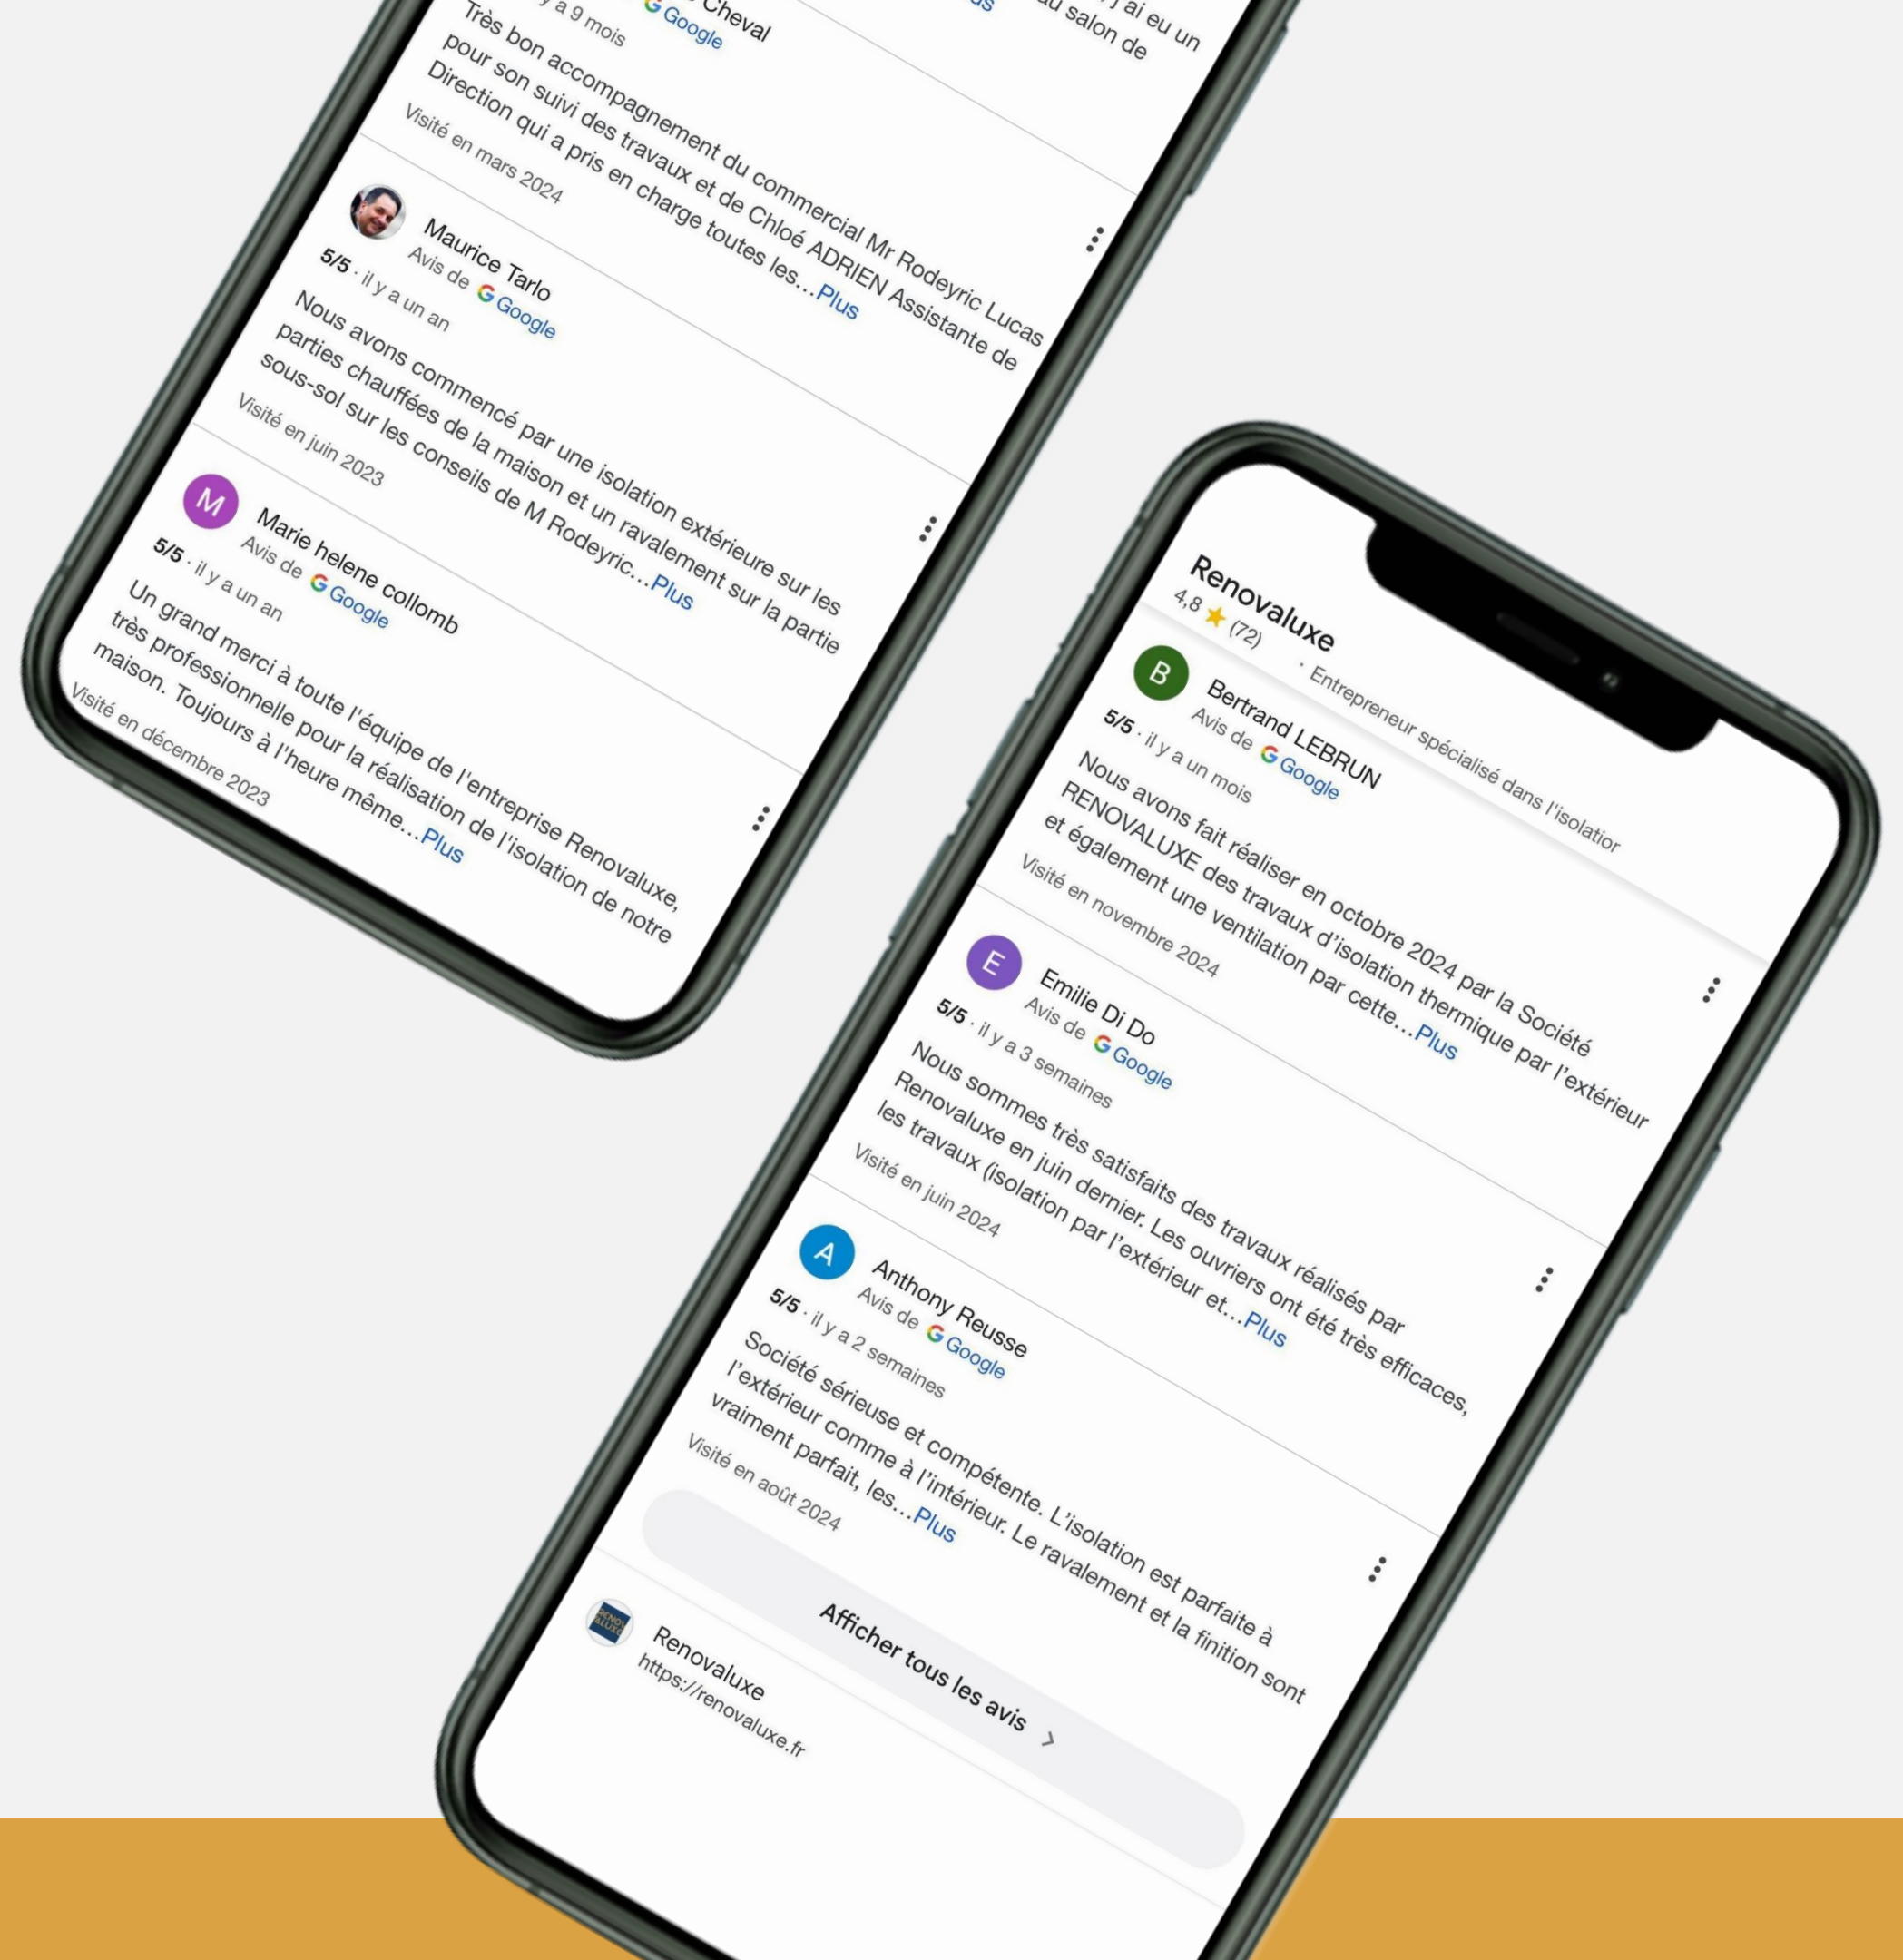 j'ai eu un
au salon de
Cheval
Google
9 mois
Très bon accompagnement du commercial Mr Rodeyric Lucas
pour son suivi des travaux et de Chloé ADRIEN Assistante de
Direction qui a pris en charge toutes les...Plus
Visité en mars 2024
Maurice Tarlo
Avis de Google
5/5 · il y a un an
Nous avons commencé par une isolation extérieure sur les
parties chauffées de la maison et un ravalement sur la partie
sous-sol sur les conseils de M Rodeyric...Plus
Visité en juin 2023
M
Marie helene collomb
Avis de Google
5/5 · il y a un an
Un grand merci à toute l'équipe de l'entreprise Renovaluxe,
très professionnelle pour la réalisation de l'isolation de notre
maison. Toujours à l'heure même...Plus
Visité en décembre 2023
Renovaluxe
4,8 ★ (72) · Entrepreneur spécialisé dans l'isolation
B
Bertrand LEBRUN
Avis de Google
5/5 · il y a un mois
Nous avons fait réaliser en octobre 2024 par la Société
RENOVALUXE des travaux d'isolation thermique par l'extérieur
et également une ventilation par cette...Plus
Visité en novembre 2024
E
Emilie Di Do
Avis de Google
5/5 · il y a 3 semaines
Nous sommes très satisfaits des travaux réalisés par
Renovaluxe en juin dernier. Les ouvriers ont été très efficaces,
les travaux (isolation par l'extérieur et...Plus
Visité en juin 2024
A
Anthony Reusse
Avis de Google
5/5 · il y a 2 semaines
Société sérieuse et compétente. L'isolation est parfaite à
l'extérieur comme à l'intérieur. Le ravalement et la finition sont
vraiment parfait, les...Plus
Visité en août 2024
Afficher tous les avis >
Renovaluxe
https://renovaluxe.fr